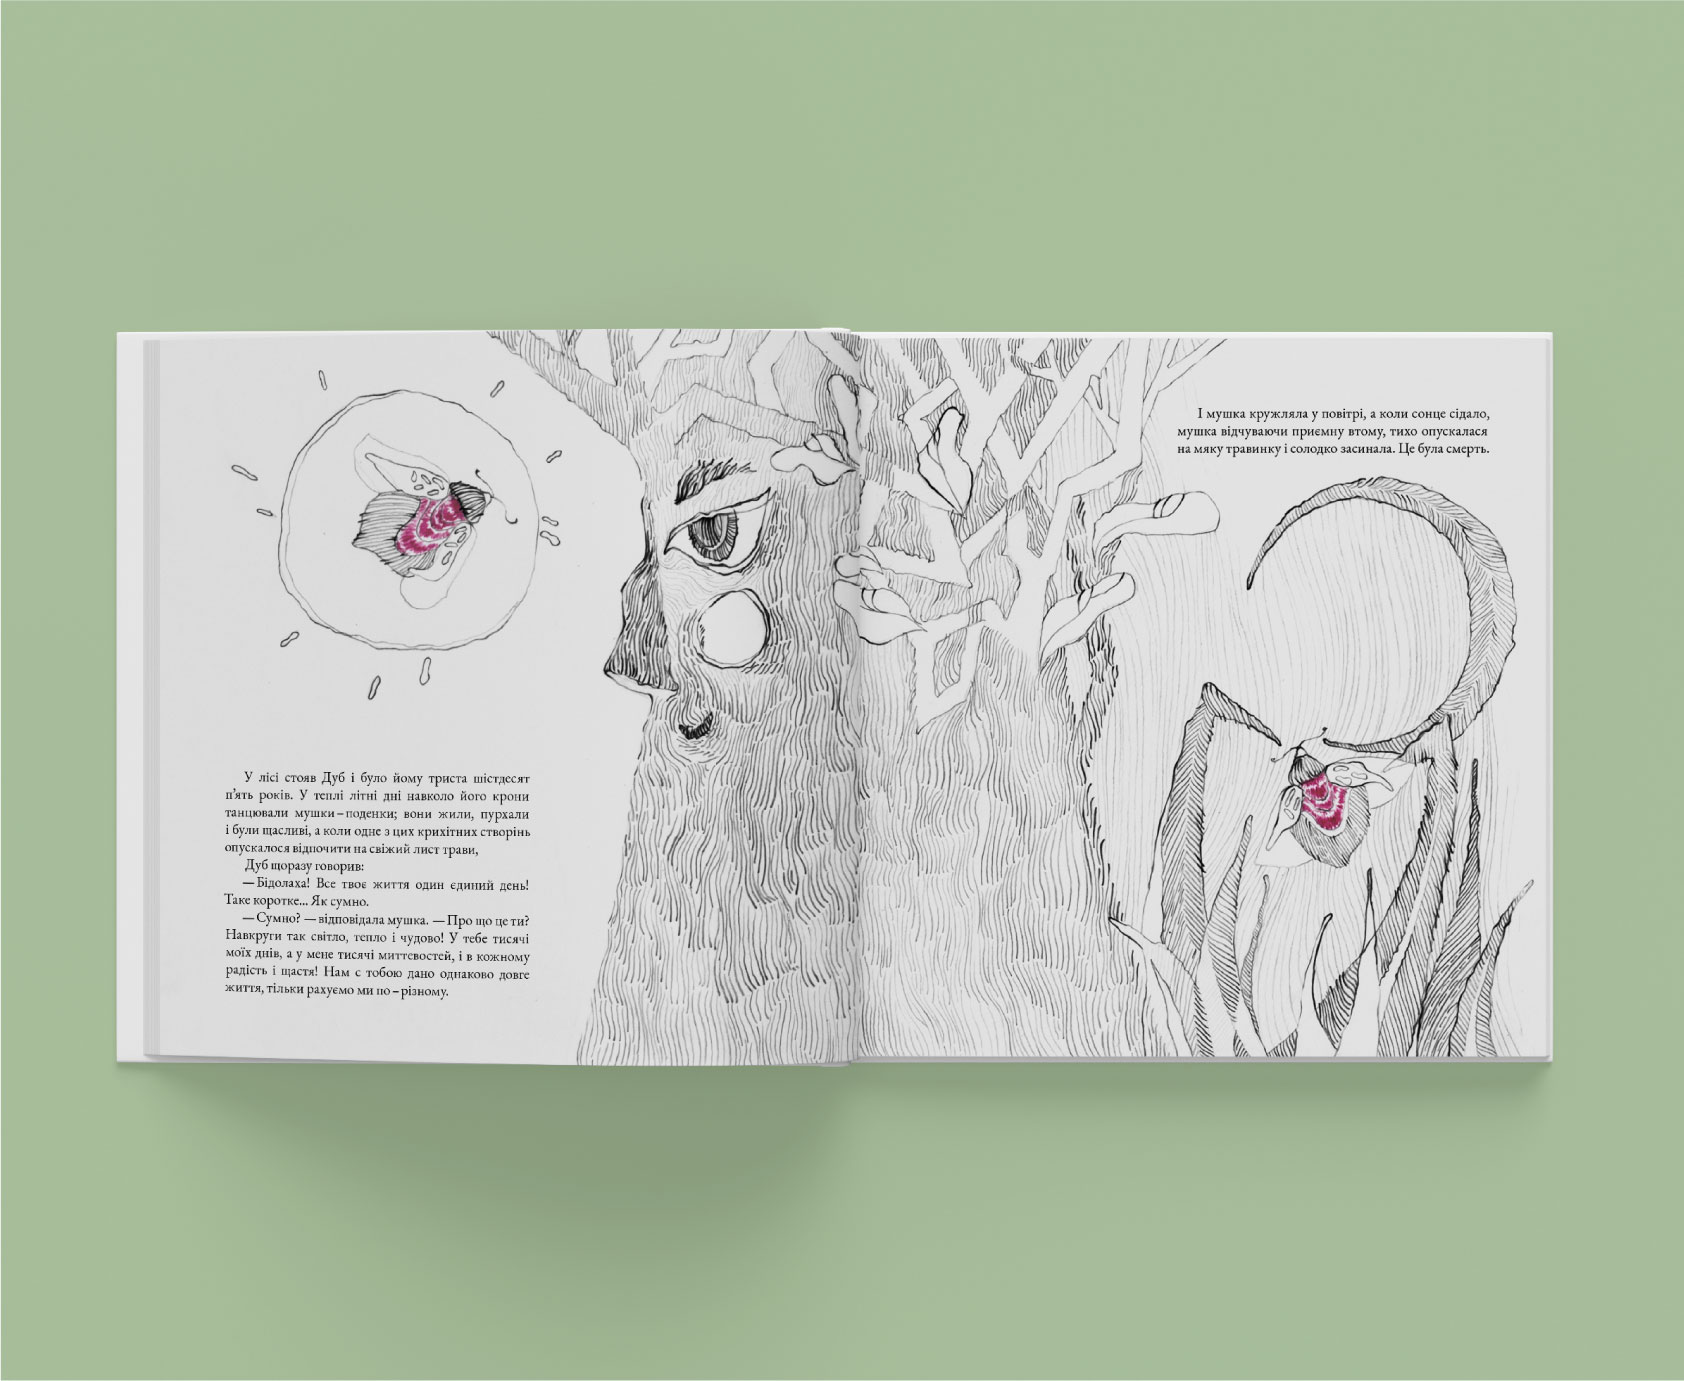 У лісі стояв Дуб і було йому триста шістдесят
п’ять років. У теплі літні дні навколо його крони
танцювали мушки – поденки; вони жили, пурхали
і були щасливі, а коли одне з цих крихітних створінь
опускалося відпочити на свіжий лист трави,
Дуб щоразу говорив:
— Бідолаха! Все твоє життя один єдиний день!
Таке коротке... Як сумно.
— Сумно? — відповідала мушка. — Про що це ти?
Навкруги так світло, тепло і чудово! У тебе тисячі
моїх днів, а у мене тисячі миттєвостей, і в кожному
радість і щастя! Нам с тобою дано однаково довге
життя, тільки рахуємо ми по – різному.
І мушка кружляла у повітрі, а коли сонце сідало,
мушка відчуваючи приємну втому, тихо опускалася
на мяку травинку і солодко засинала. Це була смерть.